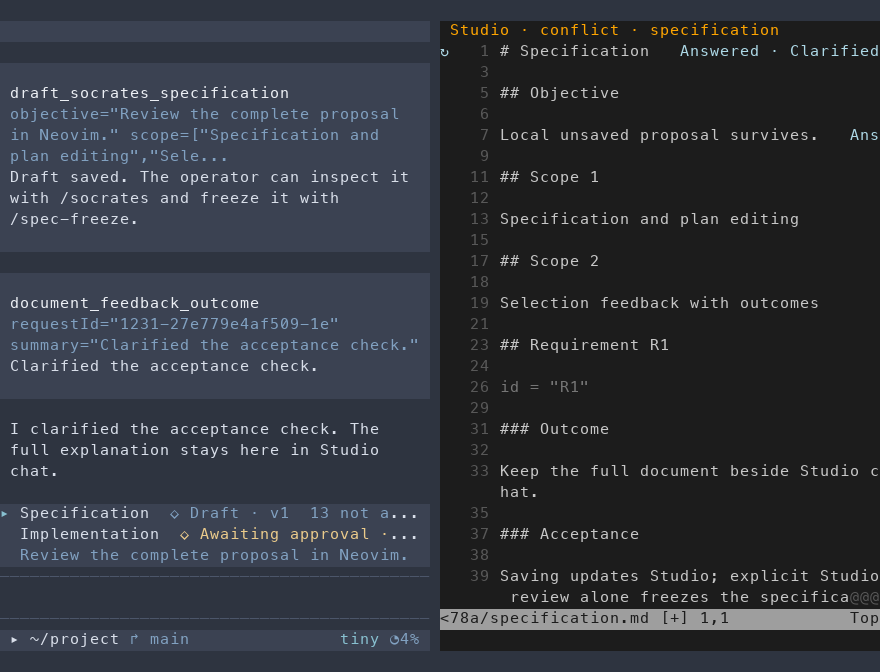 draft_socrates_specification
objective="Review the complete proposal
in Neovim." scope=["Specification and
plan editing","Sele...
Draft saved. The operator can inspect it
with /socrates and freeze it with
/spec-freeze.
document_feedback_outcome
requestId="1231-27e779e4af509-1e"
summary="Clarified the acceptance check."
Clarified the acceptance check.
I clarified the acceptance check. The
full explanation stays here in Studio
chat.
▸ Specification  ◇ Draft · v1  13 not a...
Implementation  ◇ Awaiting approval ·...
Review the complete proposal in Neovim.
▸ ~/project ↱ main tiny ◔4%
Studio · conflict · specification
↻ 1 # Specification   Answered · Clarified
3
5 ## Objective
6
7 Local unsaved proposal survives.   Ans
9
11 ## Scope 1
12
13 Specification and plan editing
15
17 ## Scope 2
18
19 Selection feedback with outcomes
21
23 ## Requirement R1
24
26 id = "R1"
29
31 ### Outcome
32
33 Keep the full document beside Studio c
hat.
35
37 ### Acceptance
38
39 Saving updates Studio; explicit Studio
review alone freezes the specifica@@@
<78a/specification.md [+] 1,1 Top